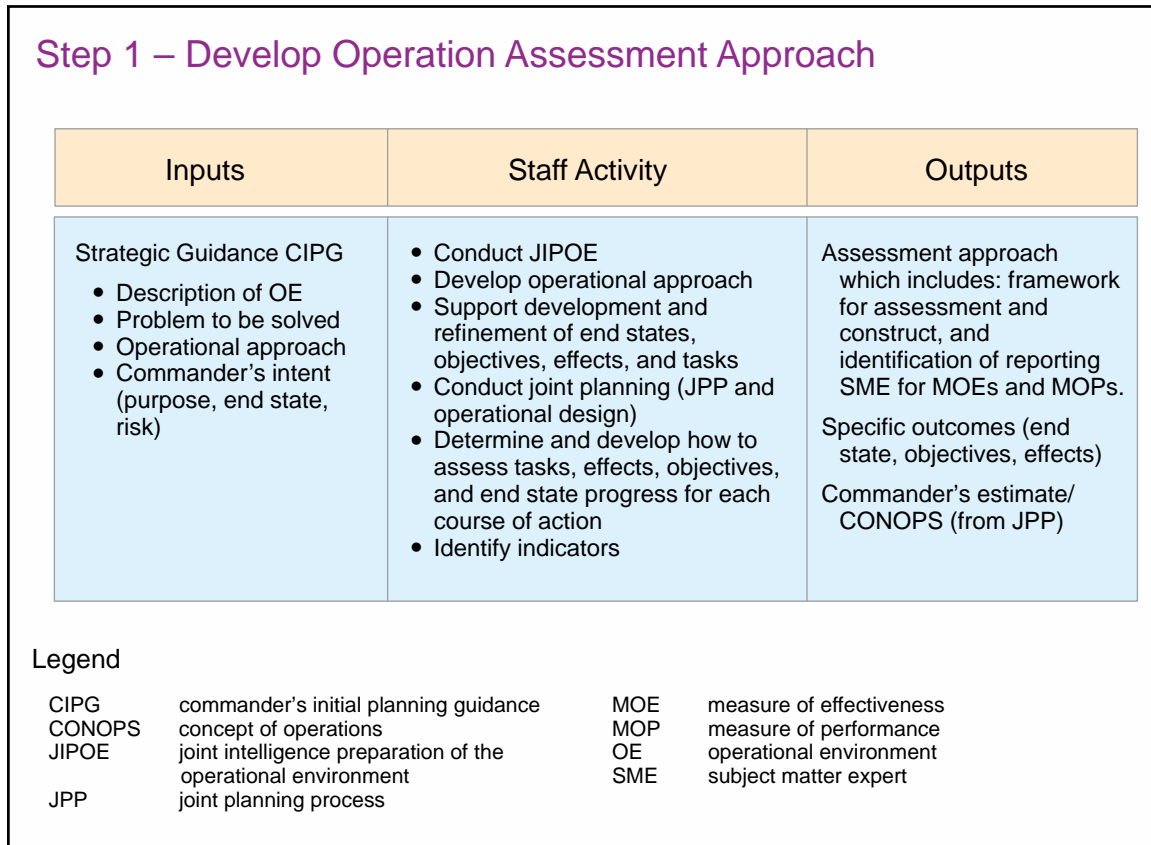 Step 1 – Develop Operation Assessment Approach
Inputs
Staff Activity
Outputs
Strategic Guidance CIPG
• Description of OE
• Problem to be solved
• Operational approach
• Commander’s intent
(purpose, end state,
risk)
• Conduct JIPOE
• Develop operational approach
• Support development and
refinement of end states,
objectives, effects, and tasks
• Conduct joint planning (JPP and
operational design)
• Determine and develop how to
assess tasks, effects, objectives,
and end state progress for each
course of action
• Identify indicators
Assessment approach
which includes: framework
for assessment and
construct, and
identification of reporting
SME for MOEs and MOPs.
Specific outcomes (end
state, objectives, effects)
Commander’s estimate/
CONOPS (from JPP)
Legend
CIPG commander’s initial planning guidance
CONOPS concept of operations
JIPOE joint intelligence preparation of the
operational environment
JPP joint planning process
MOE measure of effectiveness
MOP measure of performance
OE operational environment
SME subject matter expert